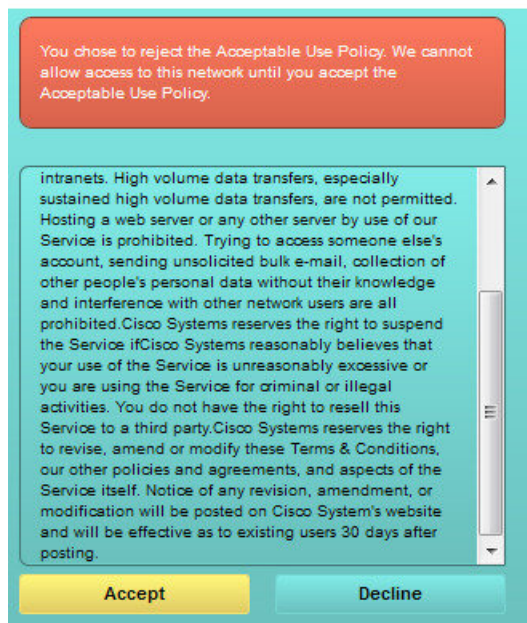 You chose to reject the Acceptable Use Policy. We cannot
allow access to this network until you accept the
Acceptable Use Policy.
intranets. High volume data transfers, especially
sustained high volume data transfers, are not permitted.
Hosting a web server or any other server by use of our
Service is prohibited. Trying to access someone else's
account, sending unsolicited bulk e-mail, collection of
other people's personal data without their knowledge
and interference with other network users are all
prohibited.Cisco Systems reserves the right to suspend
the Service ifCisco Systems reasonably believes that
your use of the Service is unreasonably excessive or
you are using the Service for criminal or illegal
activities. You do not have the right to resell this
Service to a third party.Cisco Systems reserves the right
to revise, amend or modify these Terms & Conditions,
our other policies and agreements, and aspects of the
Service itself. Notice of any revision, amendment, or
modification will be posted on Cisco System's website
and will be effective as to existing users 30 days after
posting.
Accept
Decline